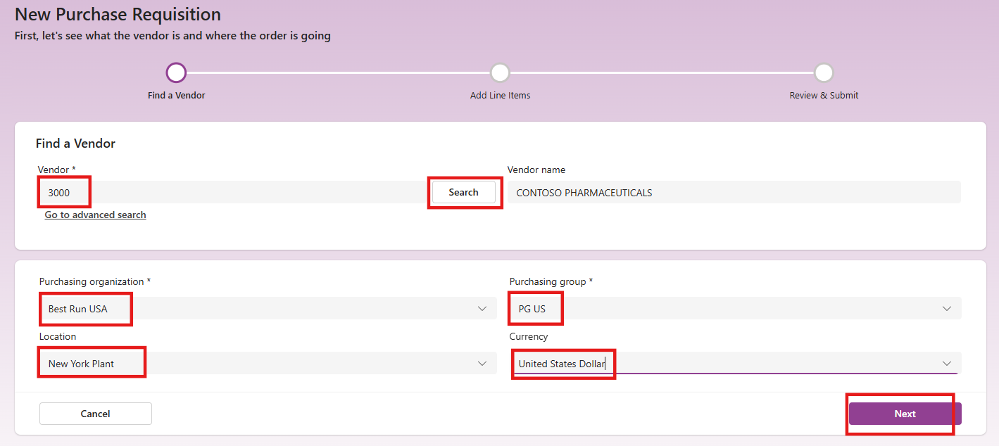 New Purchase Requisition
First, let's see what the vendor is and where the order is going
Find a Vendor
Add Line Items
Review & Submit
Find a Vendor
Vendor *
Vendor name
3000
Search
CONTOSO PHARMACEUTICALS
Go to advanced search
Purchasing organization *
Purchasing group *
Best Run USA
PG US
Location
Currency
New York Plant
United States Dollar
Cancel
Next